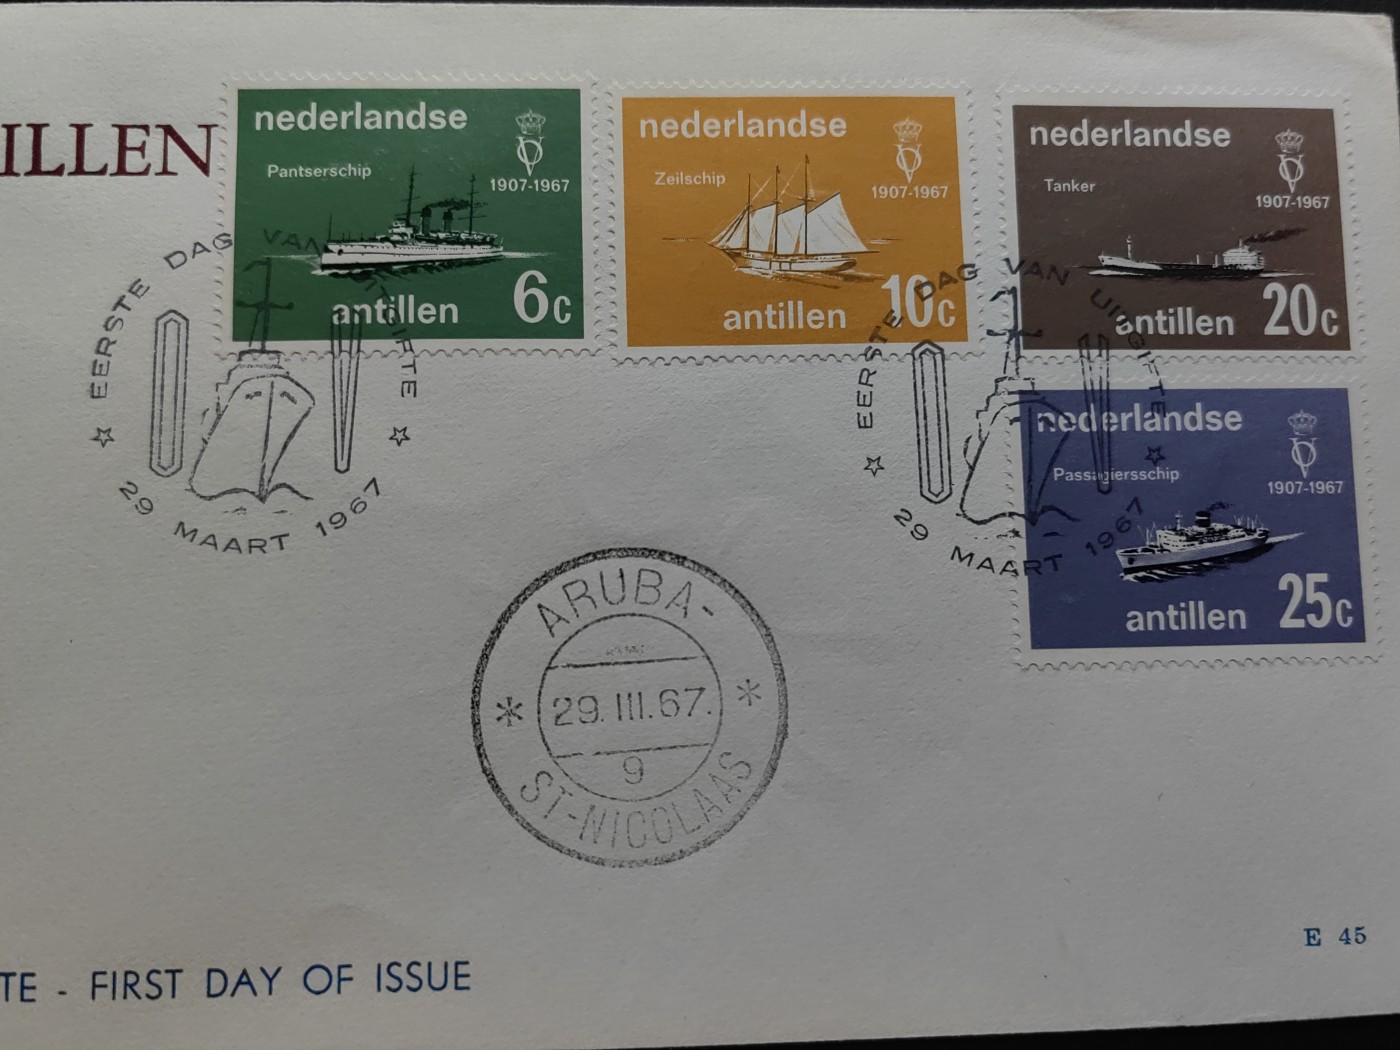 ILLEN
nederlandse
Pantserschip
1907-1967
antillen 6c
nederlandse
Zeilschip
1907-1967
antillen 10c
nederlandse
Tanker
1907-1967
antillen 20c
nederlandse
Passagiersschip
1907-1967
antillen 25c
☆ EERSTE DAG VAN UITGIFTE ☆
29 MAART 1967
☆ EERSTE DAG VAN UITGIFTE ☆
29 MAART 1967
ARUBA-
* 29.III.67. *
9
ST-NICOLAAS
E 45
TE - FIRST DAY OF ISSUE